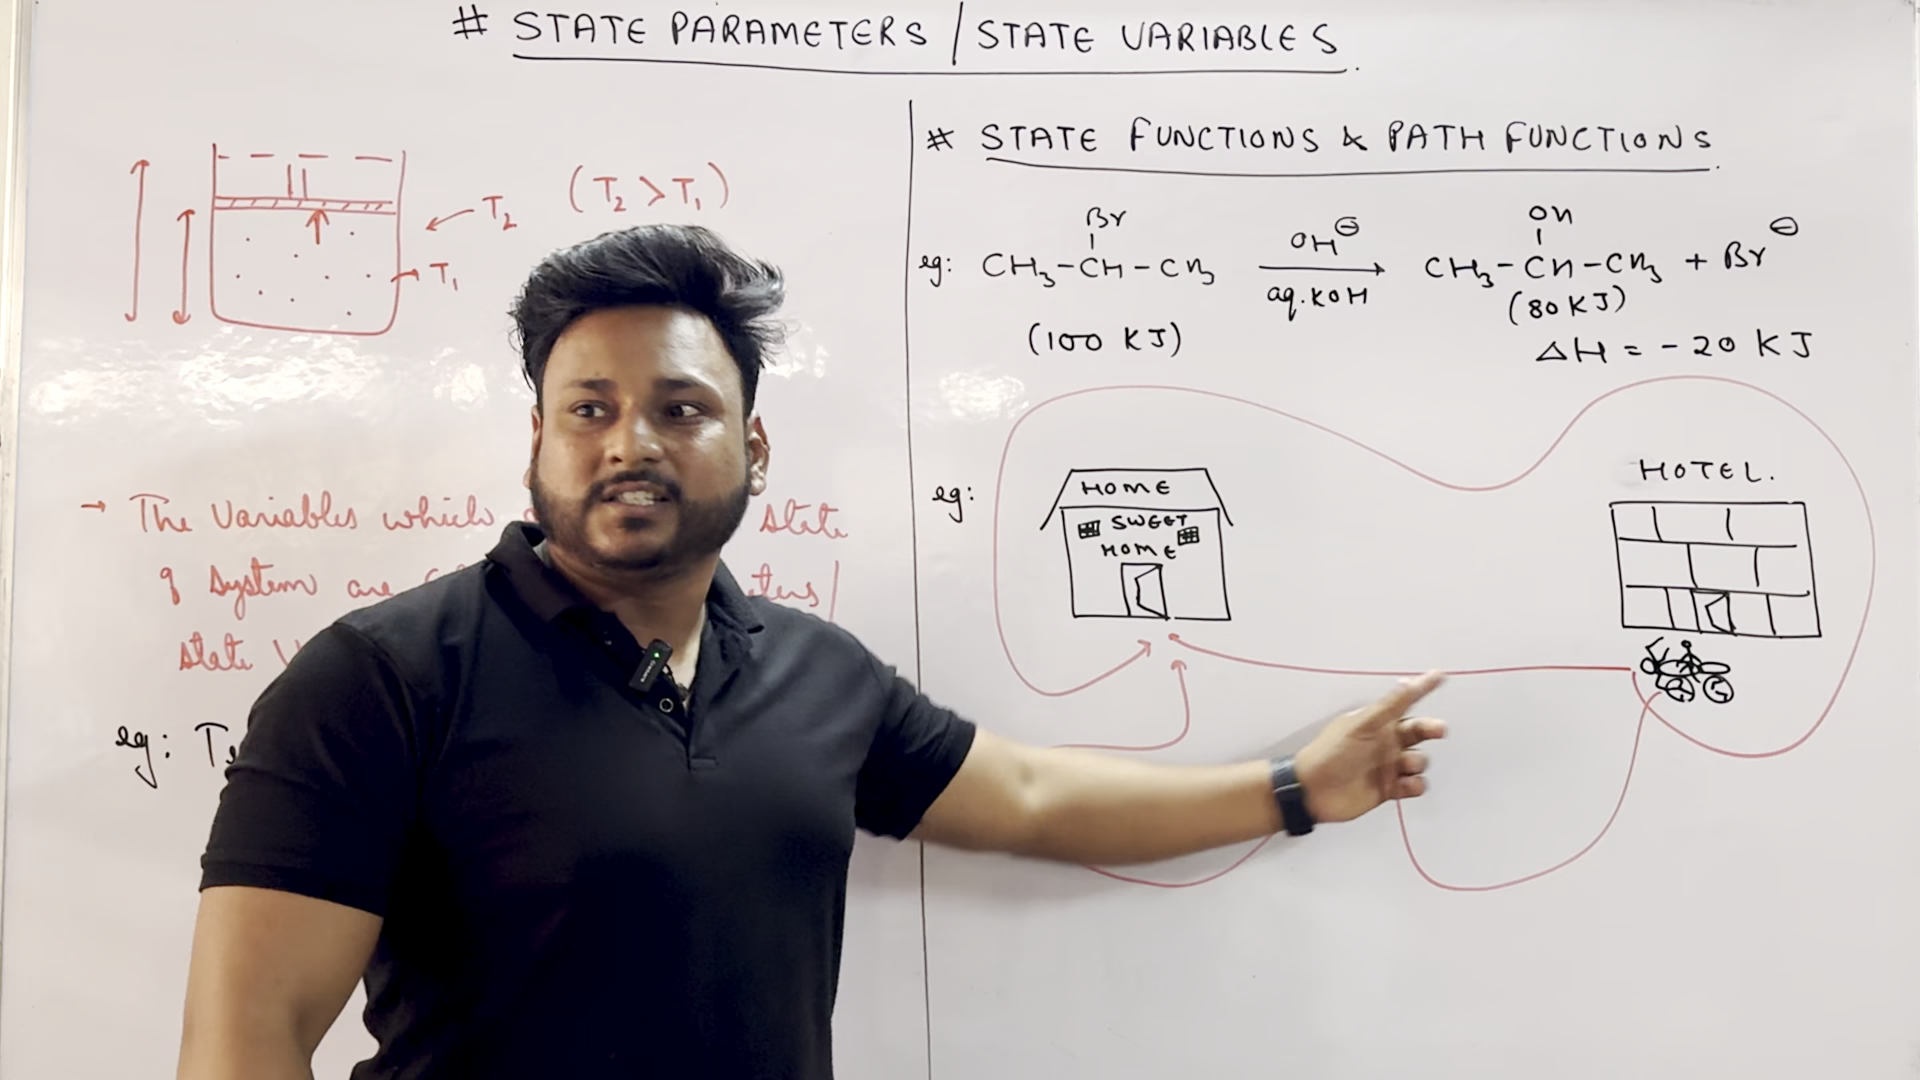 # STATE PARAMETERS / STATE VARIABLES.
(T₂ > T₁)
T₂
T₁
→ The Variables which state
of system are
state
eg:
# STATE FUNCTIONS & PATH FUNCTIONS.
Br OH
eg: CH₃-CH-CH₃ OH⊖ aq.KOH → CH₃-CH-CH₃ + Br⊖
(100 KJ) (80 KJ)
ΔH = -20 KJ
eg:
HOME
SWEET
HOME
HOTEL.